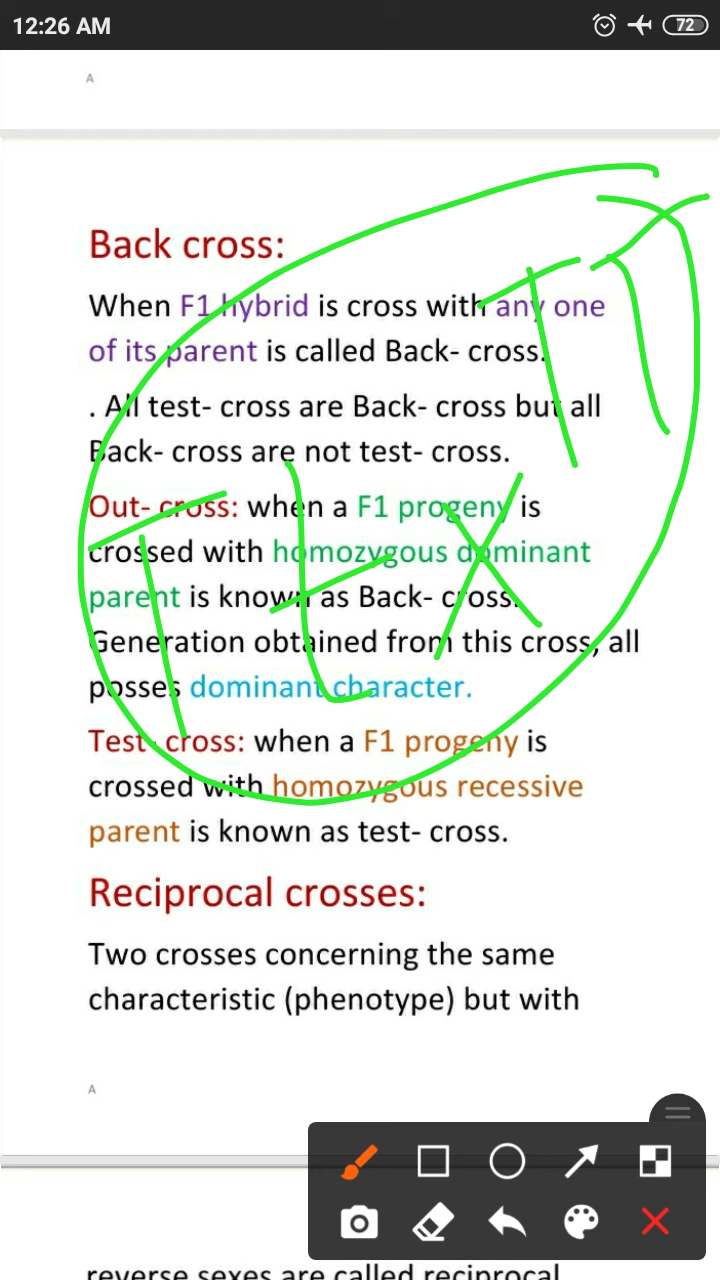 12:26 AM
72
A
Back cross:
When F1 hybrid is cross with any one
of its parent is called Back- cross.
. All test- cross are Back- cross but all
Back- cross are not test- cross.
Out- cross: when a F1 progeny is
crossed with homozygous dominant
parent is known as Back- cross.
Generation obtained from this cross, all
posses dominant character.
Test- cross: when a F1 progeny is
crossed with homozygous recessive
parent is known as test- cross.
Reciprocal crosses:
Two crosses concerning the same
characteristic (phenotype) but with
A
reverse sexes are called reciprocal
Tt x TT